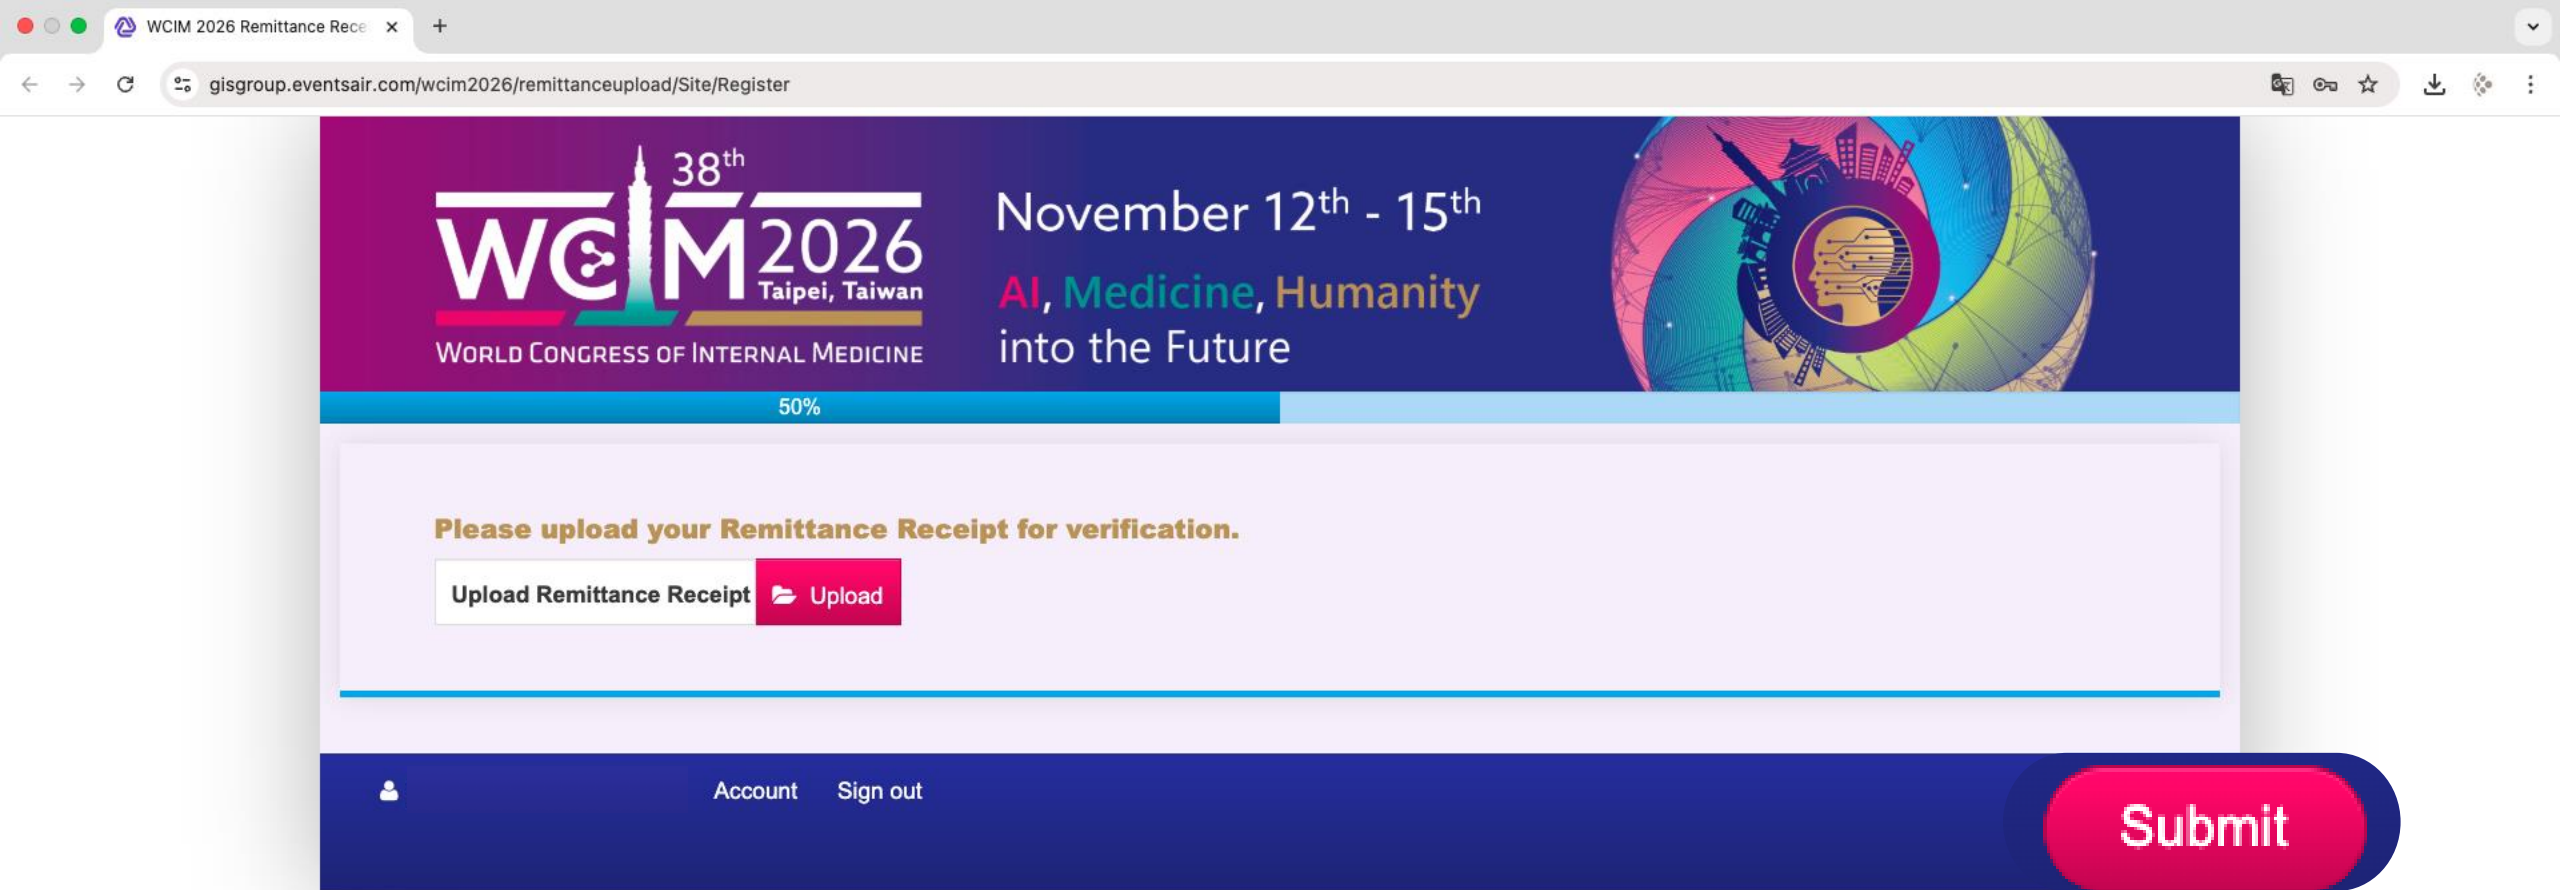 WCIM 2026 Remittance Rece
gisgroup.eventsair.com/wcim2026/remittanceupload/Site/Register
38th
WCIM 2026
Taipei, Taiwan
WORLD CONGRESS OF INTERNAL MEDICINE
November 12th - 15th
AI, Medicine, Humanity
into the Future
50%
Please upload your Remittance Receipt for verification.
Upload Remittance Receipt Upload
Account Sign out
Submit